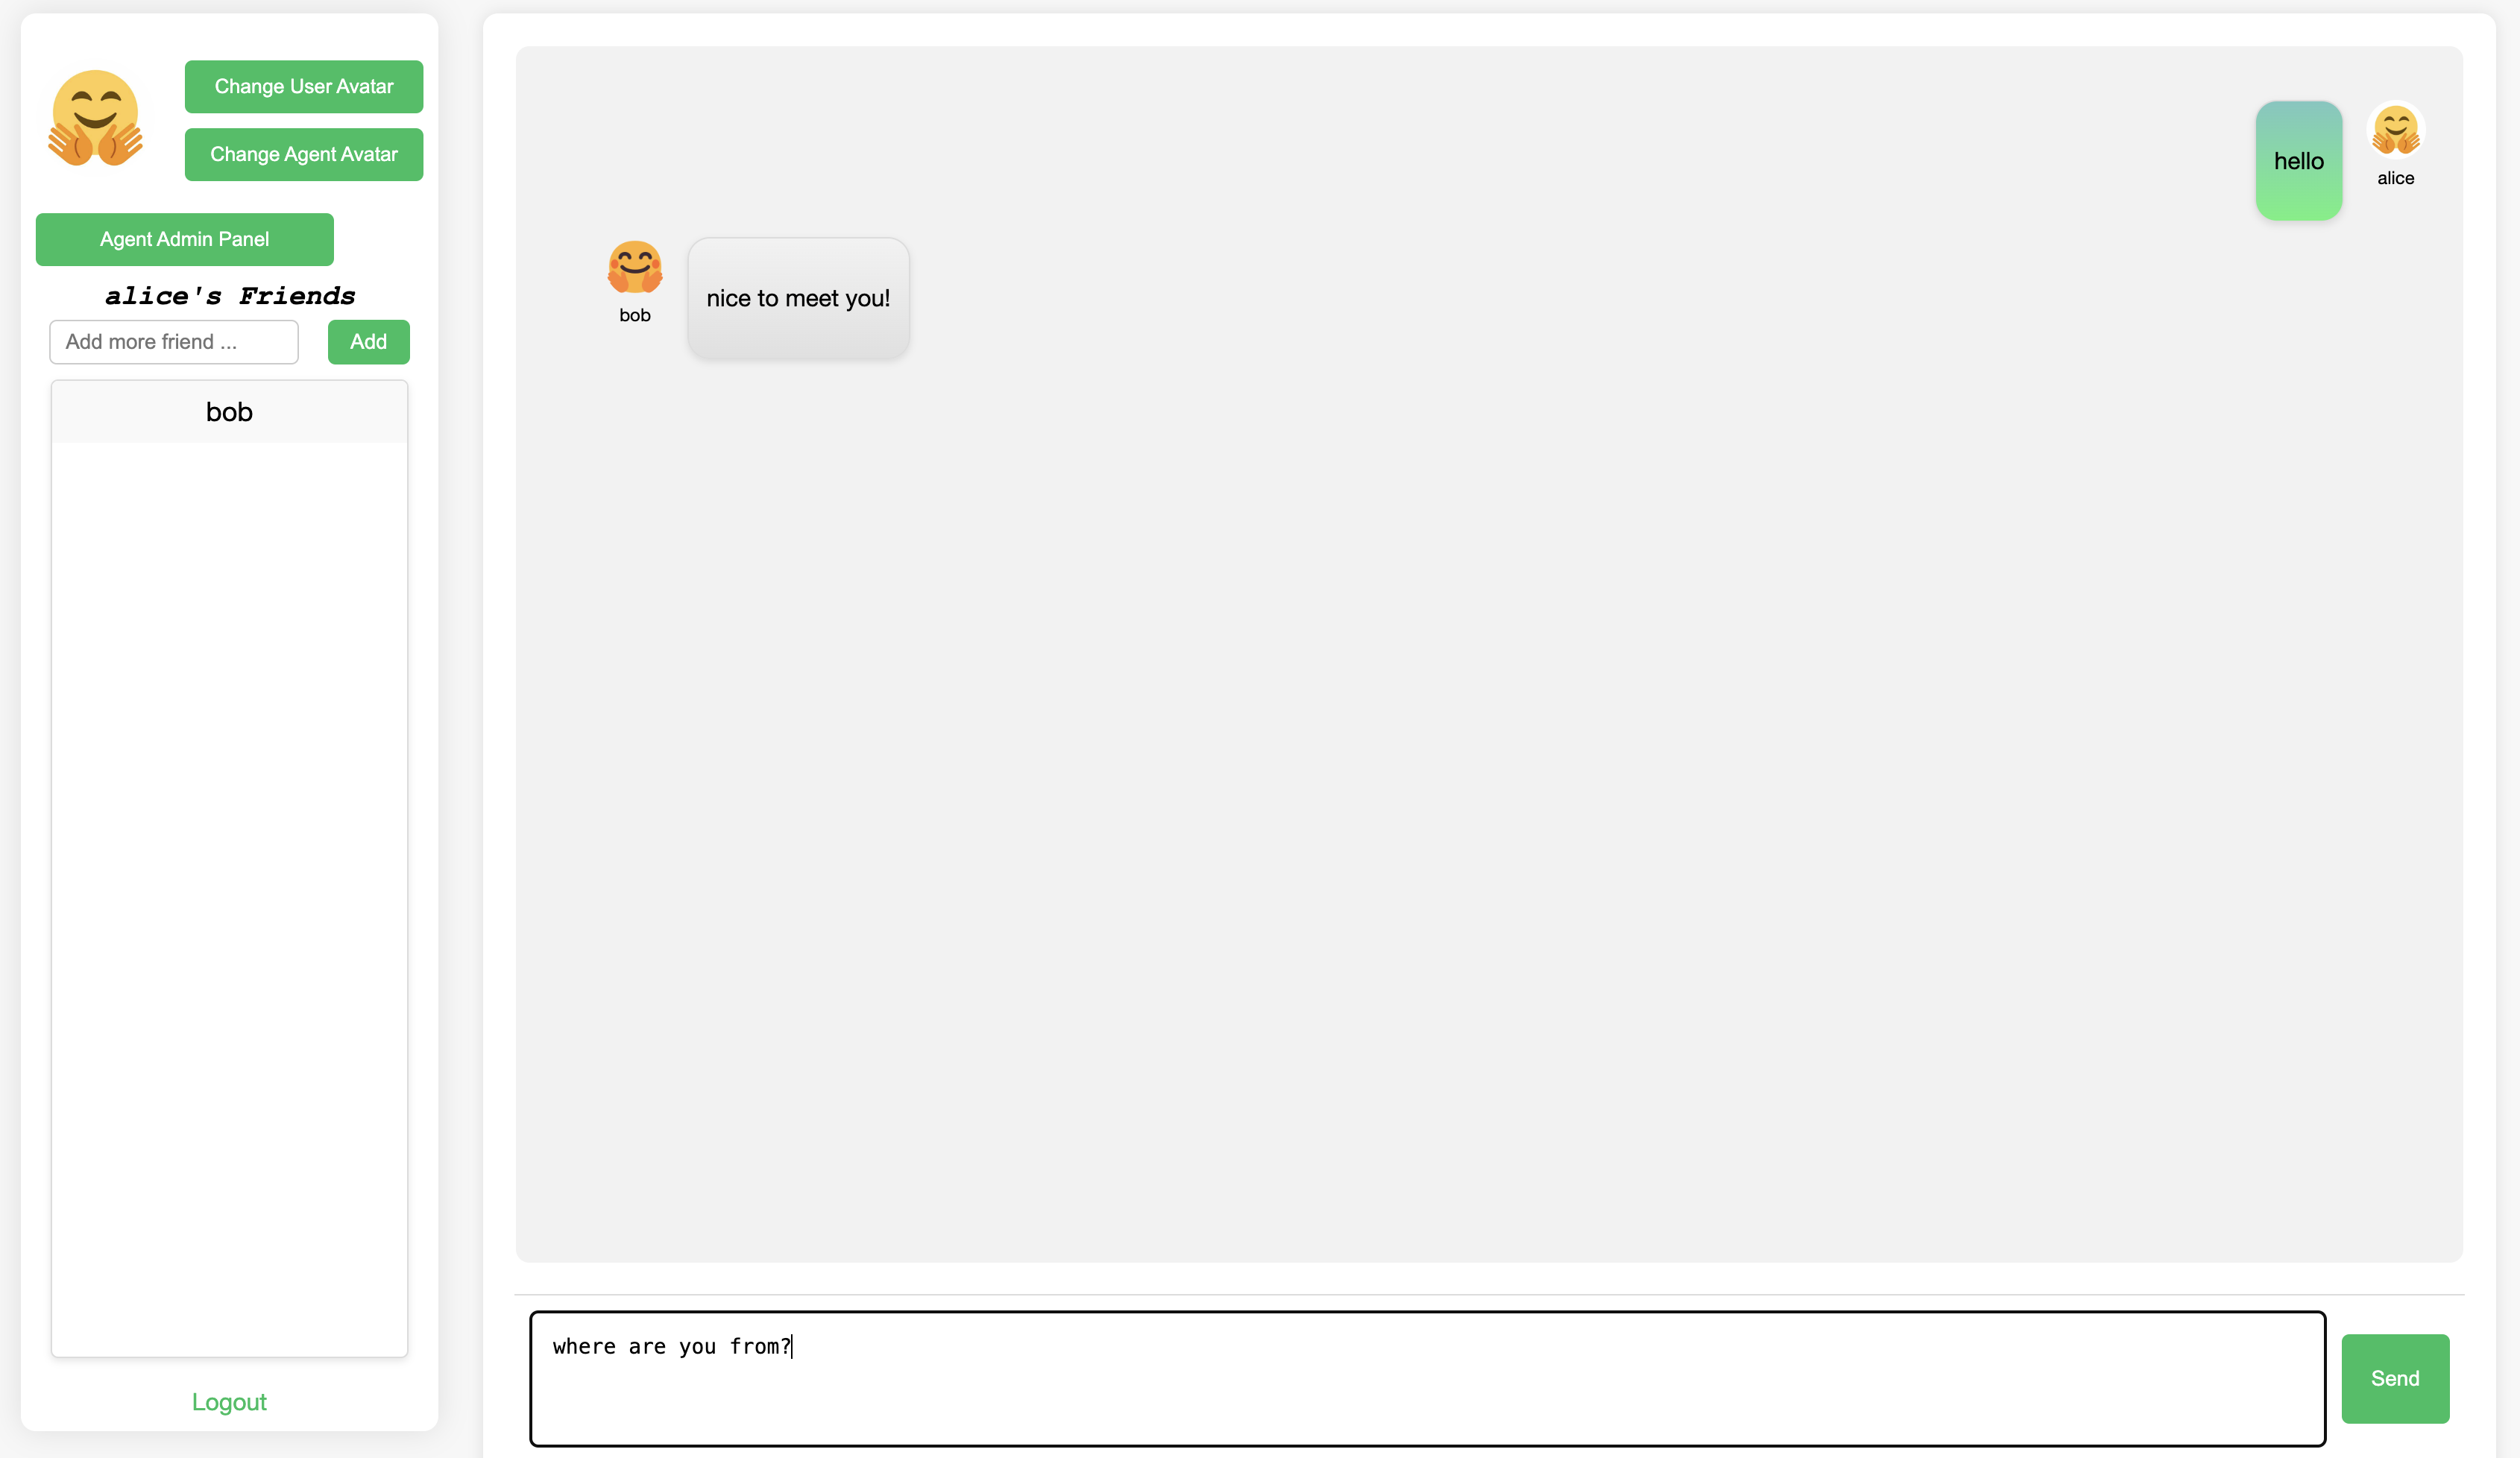 Change User Avatar
Change Agent Avatar
Agent Admin Panel
alice's Friends
Add more friend ...
Add
bob
Logout
hello
alice
bob
nice to meet you!
where are you from?
Send